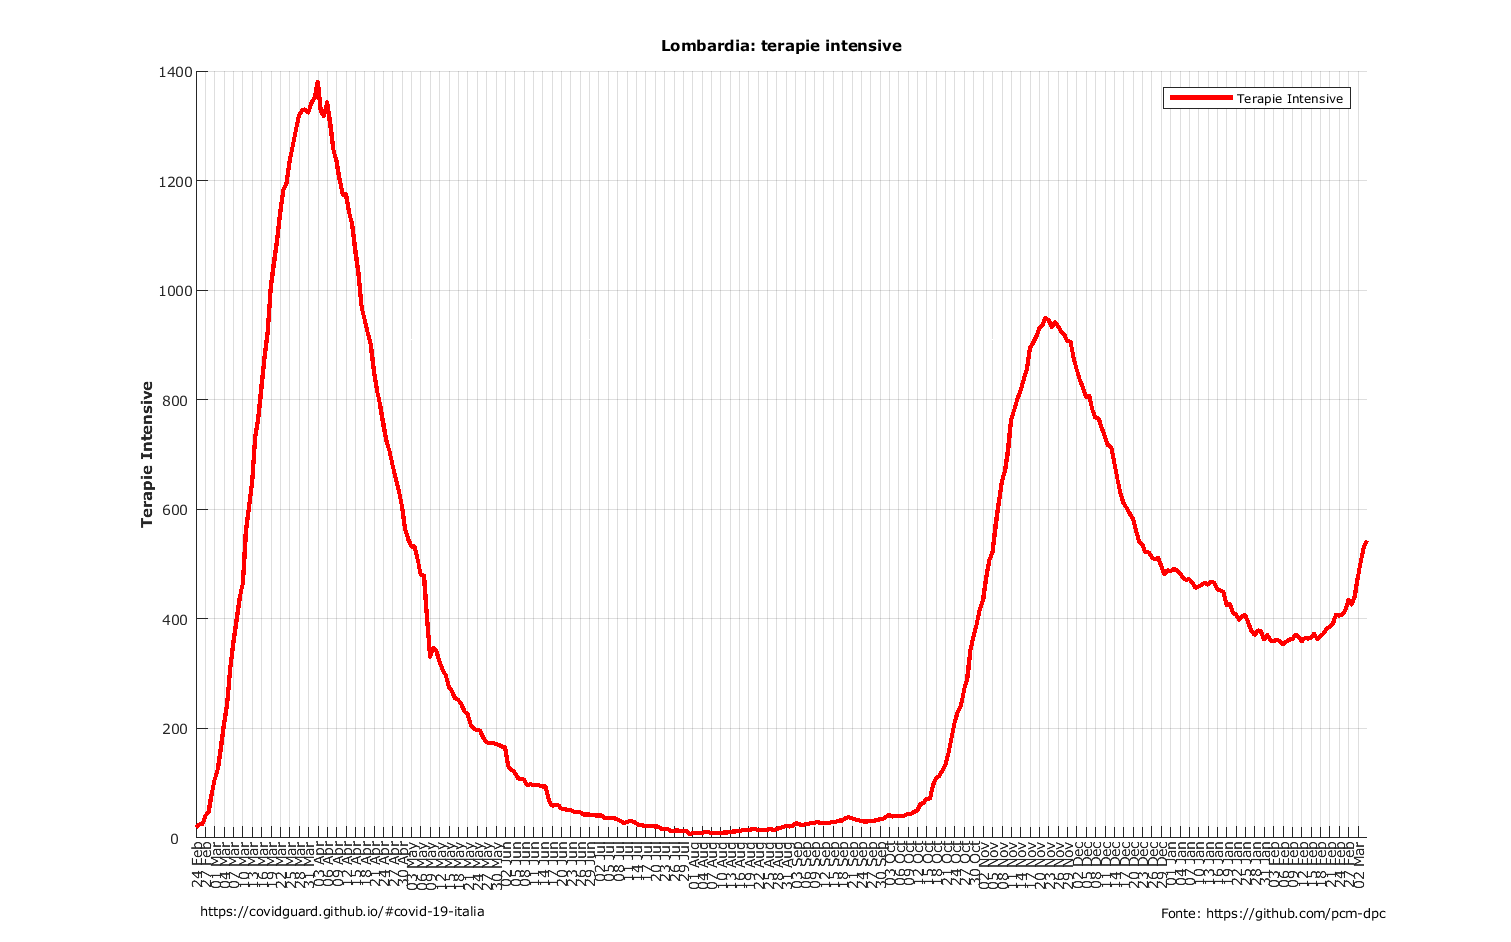 Lombardia: terapie intensive
Terapie Intensive
1400
1200
1000
800
600
400
200
0
Terapie Intensive
24 Feb
27 Feb
01 Mar
04 Mar
07 Mar
10 Mar
13 Mar
16 Mar
19 Mar
22 Mar
25 Mar
28 Mar
31 Mar
03 Apr
06 Apr
09 Apr
12 Apr
15 Apr
18 Apr
21 Apr
24 Apr
27 Apr
30 Apr
03 May
06 May
09 May
12 May
15 May
18 May
21 May
24 May
27 May
30 May
02 Jun
05 Jun
08 Jun
11 Jun
14 Jun
17 Jun
20 Jun
23 Jun
26 Jun
29 Jun
02 Jul
05 Jul
08 Jul
11 Jul
14 Jul
17 Jul
20 Jul
23 Jul
26 Jul
29 Jul
01 Aug
04 Aug
07 Aug
10 Aug
13 Aug
16 Aug
19 Aug
22 Aug
25 Aug
28 Aug
31 Aug
03 Sep
06 Sep
09 Sep
12 Sep
15 Sep
18 Sep
21 Sep
24 Sep
27 Sep
30 Sep
03 Oct
06 Oct
09 Oct
12 Oct
15 Oct
18 Oct
21 Oct
24 Oct
27 Oct
30 Oct
02 Nov
05 Nov
08 Nov
11 Nov
14 Nov
17 Nov
20 Nov
23 Nov
26 Nov
29 Nov
02 Dec
05 Dec
08 Dec
11 Dec
14 Dec
17 Dec
20 Dec
23 Dec
26 Dec
29 Dec
01 Jan
04 Jan
07 Jan
10 Jan
13 Jan
16 Jan
19 Jan
22 Jan
25 Jan
28 Jan
31 Jan
03 Feb
06 Feb
09 Feb
12 Feb
15 Feb
18 Feb
21 Feb
24 Feb
27 Feb
02 Mar
https://covidguard.github.io/#covid-19-italia
Fonte: https://github.com/pcm-dpc